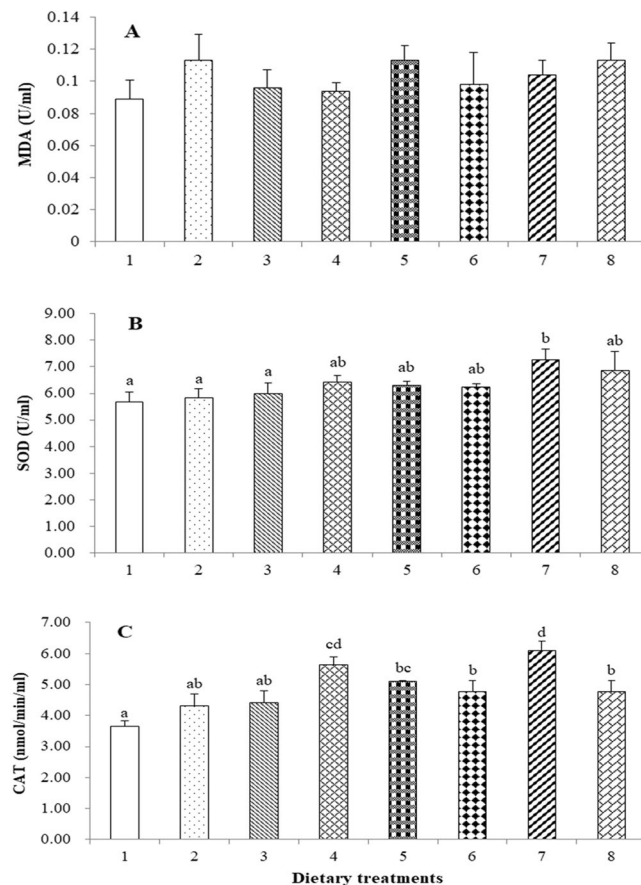 A
MDA (U/ml)
0.14
0.12
0.1
0.08
0.06
0.04
0.02
0
1 2 3 4 5 6 7 8
B
SOD (U/ml)
9.00
8.00
7.00
6.00
5.00
4.00
3.00
2.00
1.00
0.00
a a a ab ab ab b ab
1 2 3 4 5 6 7 8
C
CAT (nmol/min/ml)
7.00
6.00
5.00
4.00
3.00
2.00
1.00
0.00
a ab ab cd bc b d b
1 2 3 4 5 6 7 8
Dietary treatments